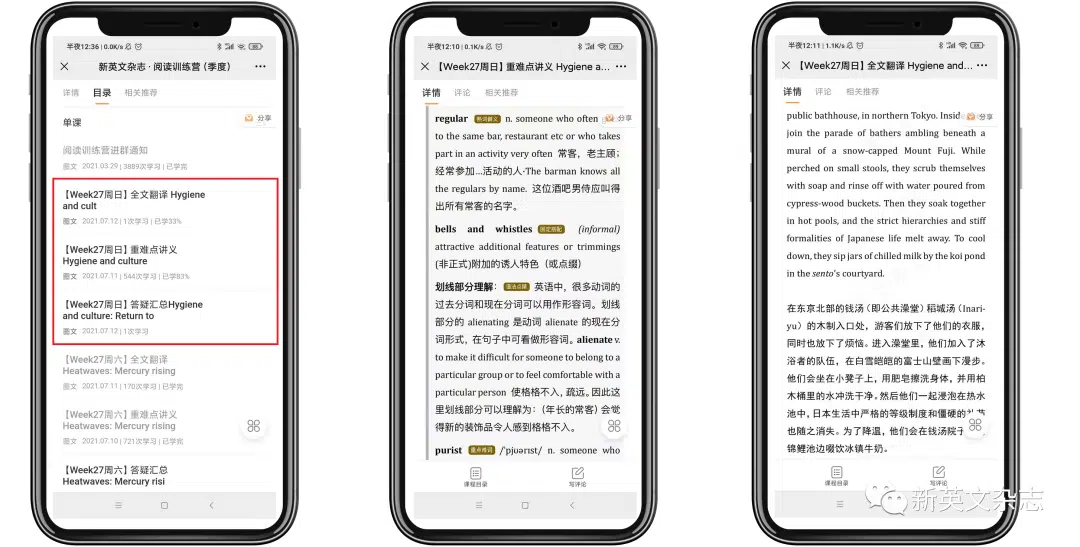 半夜12:36 | 0.0K/s
新英文杂志 · 阅读训练营 (季度)
详情 目录 相关推荐
单课
分享
阅读训练营进群通知
图文 2021.03.29 | 3889次学习 | 已学完
【Week27周日】全文翻译 Hygiene
and cult
图文 2021.07.12 | 1次学习 | 已学33%
【Week27周日】重难点讲义
Hygiene and culture
图文 2021.07.11 | 544次学习 | 已学83%
【Week27周日】答疑汇总Hygiene
and culture: Return to
图文 2021.07.12 | 1次学习
【Week27周六】全文翻译
Heatwaves: Mercury rising
图文 2021.07.11 | 170次学习 | 已学完
【Week27周六】重难点讲义
Heatwaves: Mercury rising
图文 2021.07.10 | 721次学习 | 已学完
【Week27周六】答疑汇总
Heatwaves: Mercury risi
半夜12:10 | 0.1K/s
【Week27周日】重难点讲义 Hygiene a...
详情 评论 相关推荐
分享
regular 熟词僻义 n. someone who often
to the same bar, restaurant etc or who takes
part in an activity very often 常客，老主顾；
经常参加...活动的人·The barman knows all
the regulars by name. 这位酒吧男侍应叫得
出所有常客的名字。
bells and whistles 固定搭配 (informal)
attractive additional features or trimmings
(非正式)附加的诱人特色（或点缀）
划线部分理解： 英语中，很多动词的
过去分词和现在分词可以用作形容词。划线
部分的 alienating 是动词 alienate 的现在分
词形式，在句子中可看做形容词。alienate v.
to make it difficult for someone to belong to a
particular group or to feel comfortable with a
particular person 使格格不入，疏远。因此这
里划线部分可以理解为：（年长的常客）会觉
得新的装饰品令人感到格格不入。
purist 重点难词 /ˈpjʊərɪst/ n. someone who
课程目录 写评论
半夜12:11 | 1.1K/s
【Week27周日】全文翻译 Hygiene and...
详情 评论 相关推荐
分享
public bathhouse, in northern Tokyo. Insid
join the parade of bathers ambling beneath a
mural of a snow-capped Mount Fuji. While
perched on small stools, they scrub themselves
with soap and rinse off with water poured from
cypress-wood buckets. Then they soak together
in hot pools, and the strict hierarchies and stiff
formalities of Japanese life melt away. To cool
down, they sip jars of chilled milk by the koi pond
in the sento's courtyard.
在东京北部的钱汤（即公共澡堂）稻城汤（Inari-
yu）的木制入口处，游客们放下了他们的衣服，
同时也放下了烦恼。进入澡堂里，他们加入了沐
浴者的队伍，在白雪皑皑的富士山壁画下漫步。
他们会坐在小凳子上，用肥皂擦洗身体，并用柏
木桶里的水冲洗干净。然后他们一起浸泡在热水
池中，日本生活中严格的等级制度和僵硬的
也随之消失。为了降温，他们会在钱汤院子
锦鲤池边啜饮冰镇牛奶。
课程目录 写评论
新英文杂志